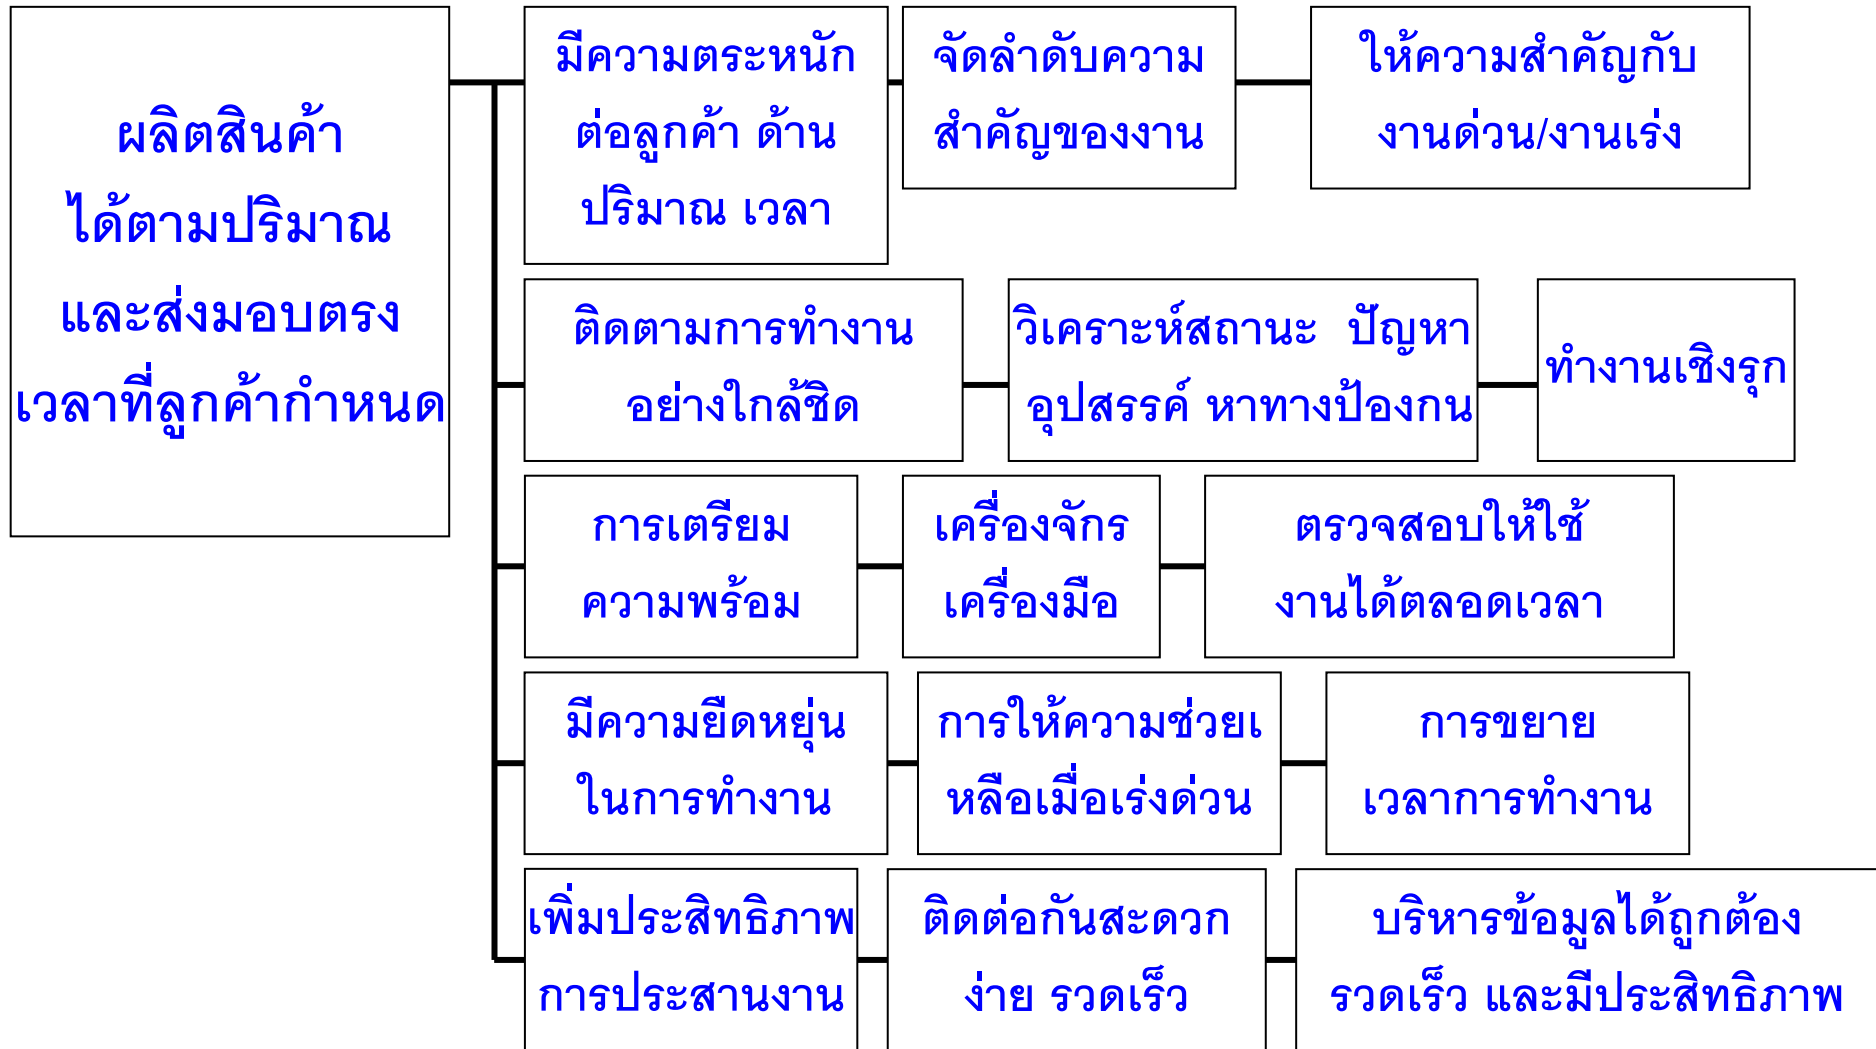 ผลิตสินค้า
ได้ตามปริมาณ
และส่งมอบตรง
เวลาที่ลูกค้ากำหนด
มีความตระหนัก
ต่อลูกค้า ด้าน
ปริมาณ เวลา
จัดลำดับความ
สำคัญของงาน
ให้ความสำคัญกับ
งานด่วน/งานเร่ง
ติดตามการทำงาน
อย่างใกล้ชิด
วิเคราะห์สถานะ ปัญหา
อุปสรรค์ หาทางป้องกน
ทำงานเชิงรุก
การเตรียม
ความพร้อม
เครื่องจักร
เครื่องมือ
ตรวจสอบให้ใช้
งานได้ตลอดเวลา
มีความยืดหยุ่น
ในการทำงาน
การให้ความช่วยเ
หลือเมื่อเร่งด่วน
การขยาย
เวลาการทำงาน
เพิ่มประสิทธิภาพ
การประสานงาน
ติดต่อกันสะดวก
ง่าย รวดเร็ว
บริหารข้อมูลได้ถูกต้อง
รวดเร็ว และมีประสิทธิภาพ